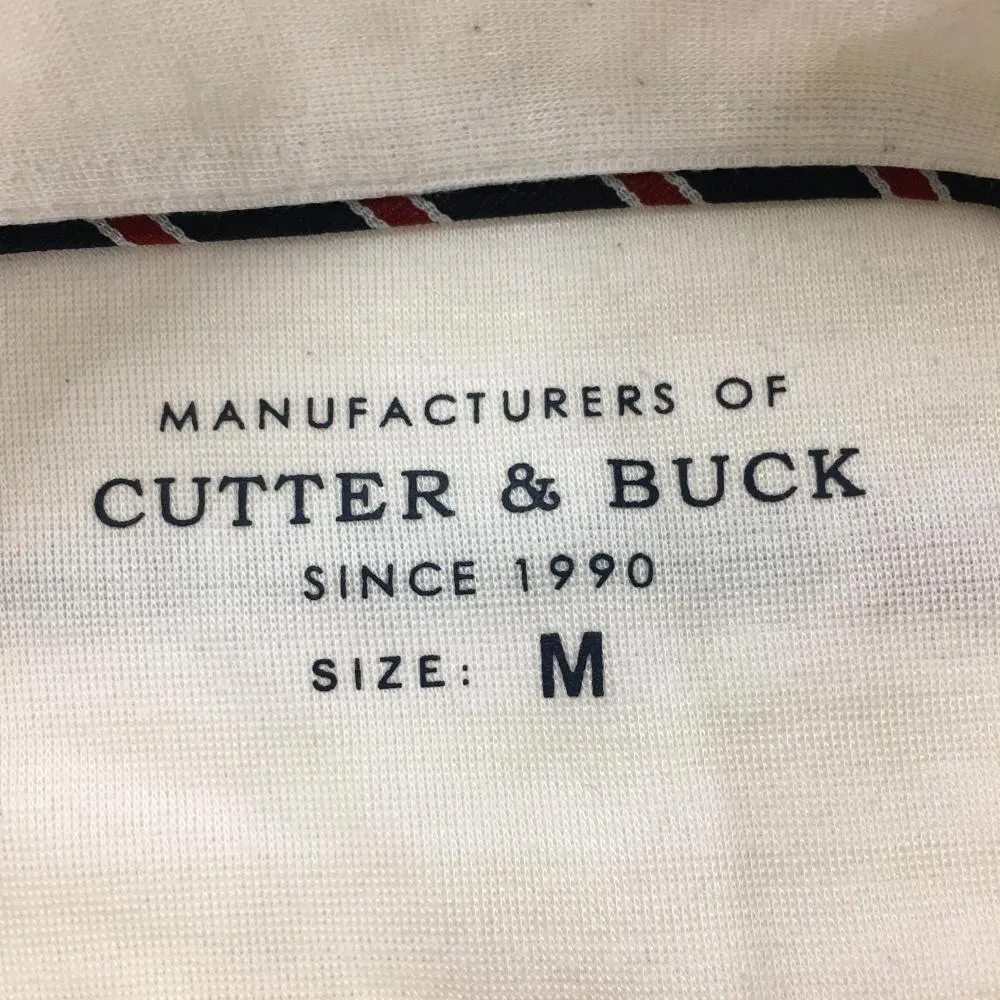 MANUFACTURERS OF
CUTTER & BUCK
SINCE 1990
SIZE: M